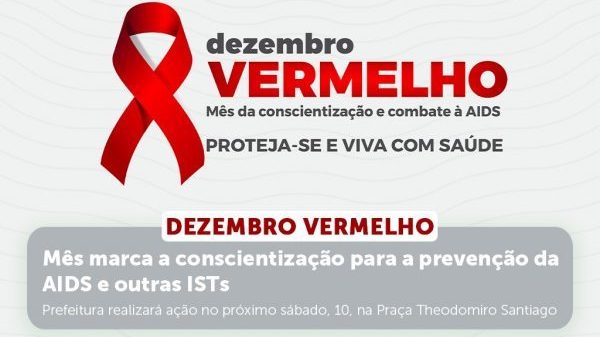 dezembro
VERMELHO
Mês da conscientização e combate à AIDS
PROTEJA-SE E VIVA COM SAÚDE
DEZEMBRO VERMELHO
Mês marca a conscientização para a prevenção da
AIDS e outras ISTs
Prefeitura realizará ação no próximo sábado, 10, na Praça Theodomiro Santiago